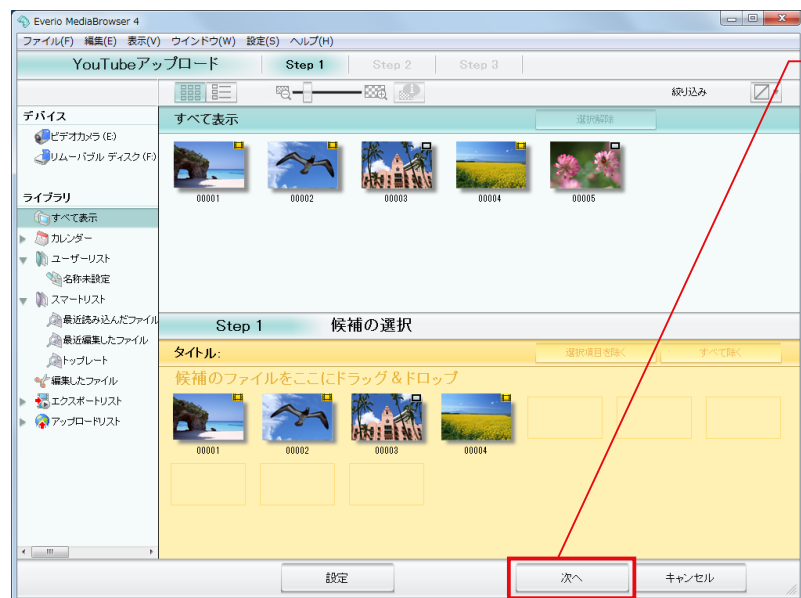 Everio MediaBrowser 4
ファイル(F) 編集(E) 表示(V) ウインドウ(W) 設定(S) ヘルプ(H)
YouTubeアップロード Step 1 Step 2 Step 3
絞り込み
デバイス
ビデオカメラ (E:)
リムーバブル ディスク (F:)
ライブラリ
すべて表示
カレンダー
ユーザーリスト
名称未設定
スマートリスト
最近読み込んだファイル
最近編集したファイル
トップレート
編集したファイル
エクスポートリスト
アップロードリスト
すべて表示 選択解除
00001 00002 00003 00004 00005
Step 1 候補の選択
タイトル: 選択項目を除く すべて除く
候補のファイルをここにドラッグ＆ドロップ
00001 00002 00003 00004
設定 次へ キャンセル